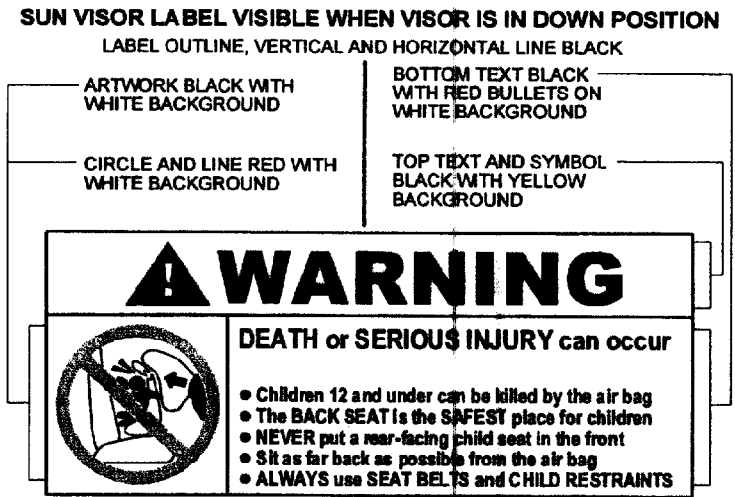 SUN VISOR LABEL VISIBLE WHEN VISOR IS IN DOWN POSITION
LABEL OUTLINE, VERTICAL AND HORIZONTAL LINE BLACK
ARTWORK BLACK WITH
WHITE BACKGROUND
BOTTOM TEXT BLACK
WITH RED BULLETS ON
WHITE BACKGROUND
CIRCLE AND LINE RED WITH
WHITE BACKGROUND
TOP TEXT AND SYMBOL
BLACK WITH YELLOW
BACKGROUND
WARNING
DEATH or SERIOUS INJURY can occur
• Children 12 and under can be killed by the air bag
• The BACK SEAT is the SAFEST place for children
• NEVER put a rear-facing child seat in the front
• Sit as far back as possible from the air bag
• ALWAYS use SEAT BELTS and CHILD RESTRAINTS